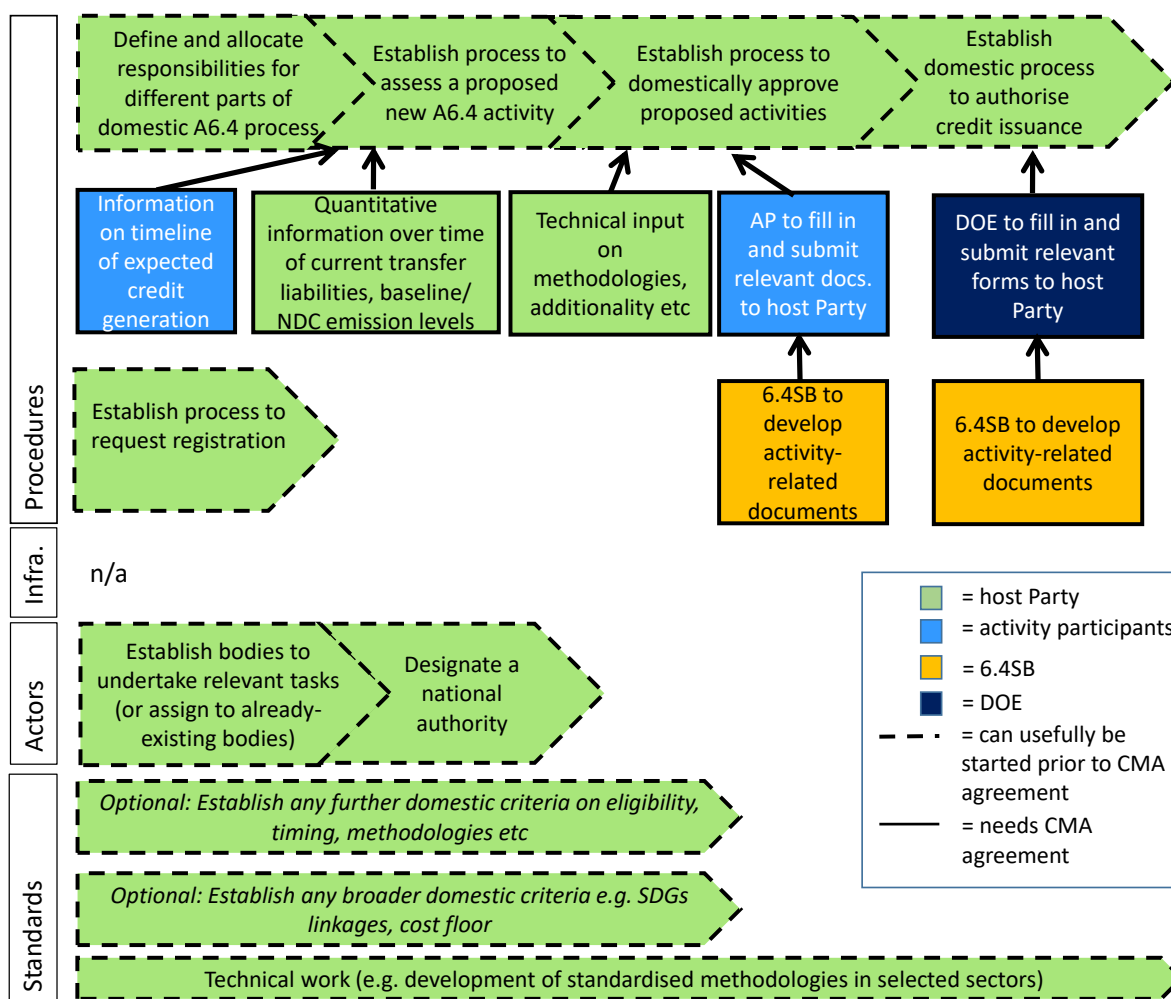 Procedures
Define and allocate
responsibilities for
different parts of
domestic A6.4 process
Establish process to
assess a proposed
new A6.4 activity
Establish process to
domestically approve
proposed activities
Establish
domestic process
to authorise
credit issuance
Information
on timeline
of expected
credit
generation
Quantitative
information over time
of current transfer
liabilities, baseline/
NDC emission levels
Technical input
on
methodologies,
additionality etc
AP to fill in
and submit
relevant docs.
to host Party
DOE to fill in and
submit relevant
forms to host
Party
Establish process to
request registration
6.4SB to
develop
activity-
related
documents
6.4SB to develop
activity-related
documents
Infra.
n/a
Actors
Establish bodies to
undertake relevant tasks
(or assign to already-
existing bodies)
Designate a
national
authority
Standards
Optional: Establish any further domestic criteria on eligibility,
timing, methodologies etc
Optional: Establish any broader domestic criteria e.g. SDGs
linkages, cost floor
Technical work (e.g. development of standardised methodologies in selected sectors)
= host Party
= activity participants
= 6.4SB
= DOE
= can usefully be
started prior to CMA
agreement
= needs CMA
agreement